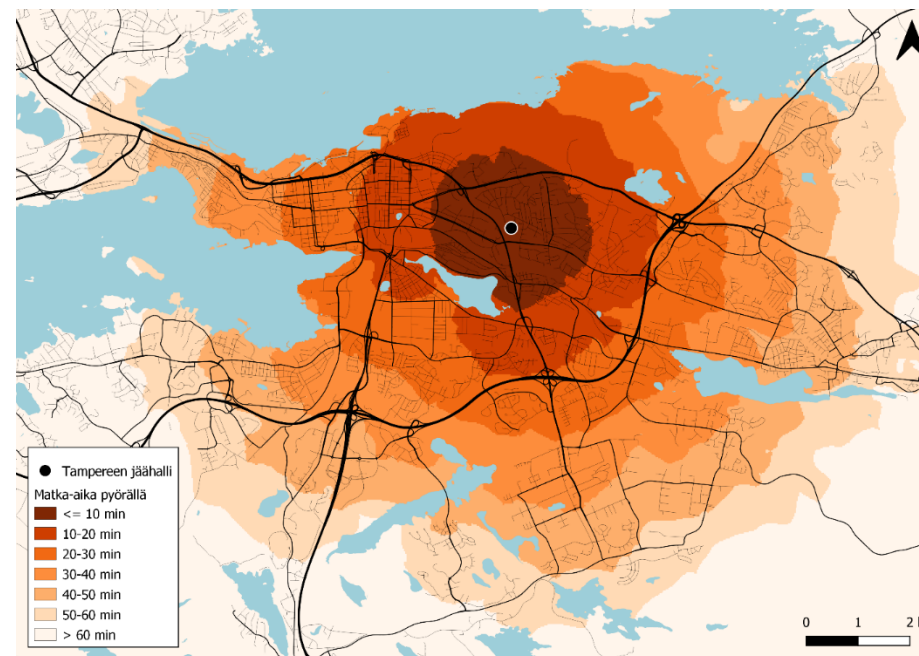 Tampereen jäähalli
Matka-aika pyörällä
<= 10 min
10-20 min
20-30 min
30-40 min
40-50 min
50-60 min
> 60 min
0 1 2 k